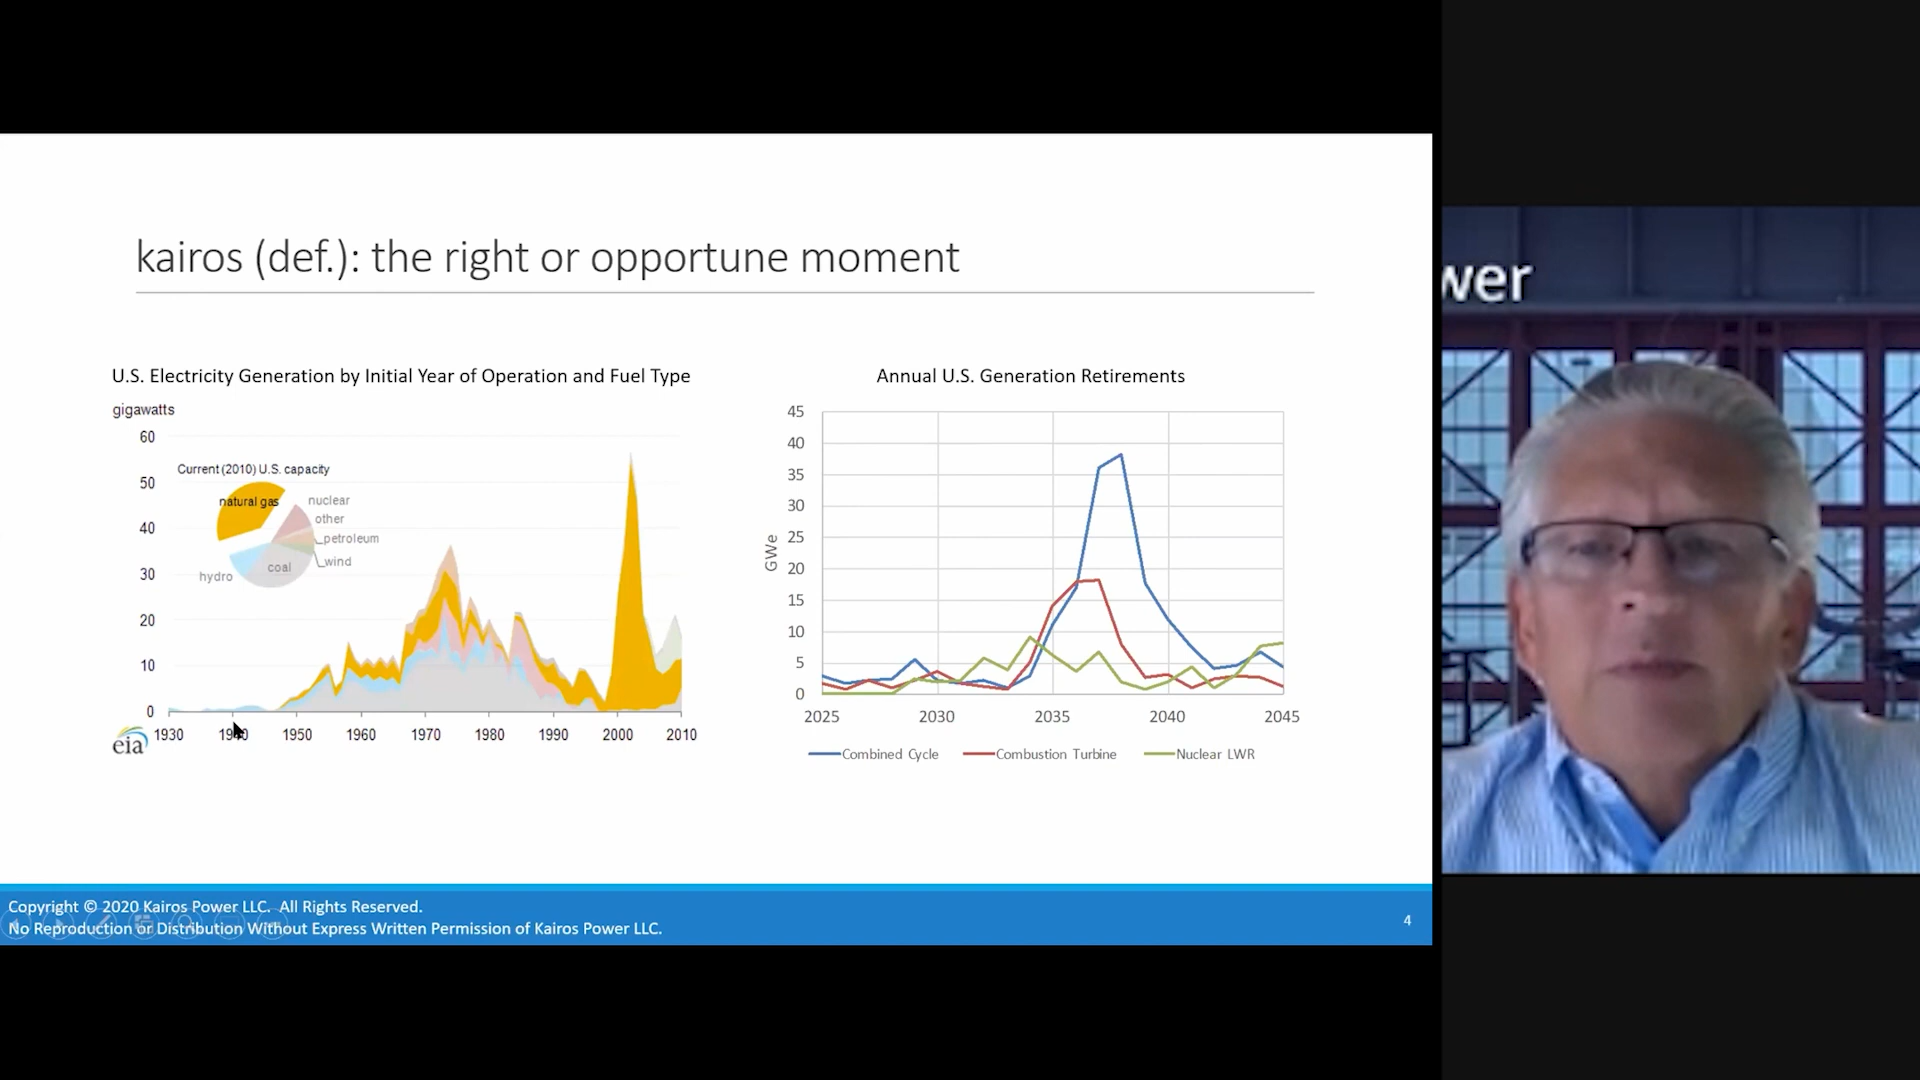 kairos (def.): the right or opportune moment
U.S. Electricity Generation by Initial Year of Operation and Fuel Type
gigawatts
60
50
40
30
20
10
0
Current (2010) U.S. capacity
natural gas
nuclear
other
petroleum
wind
coal
hydro
eia
1930 1940 1950 1960 1970 1980 1990 2000 2010
Annual U.S. Generation Retirements
GWe
45
40
35
30
25
20
15
10
5
0
2025 2030 2035 2040 2045
Combined Cycle Combustion Turbine Nuclear LWR
Copyright © 2020 Kairos Power LLC. All Rights Reserved.
No Reproduction or Distribution Without Express Written Permission of Kairos Power LLC.
4
wer